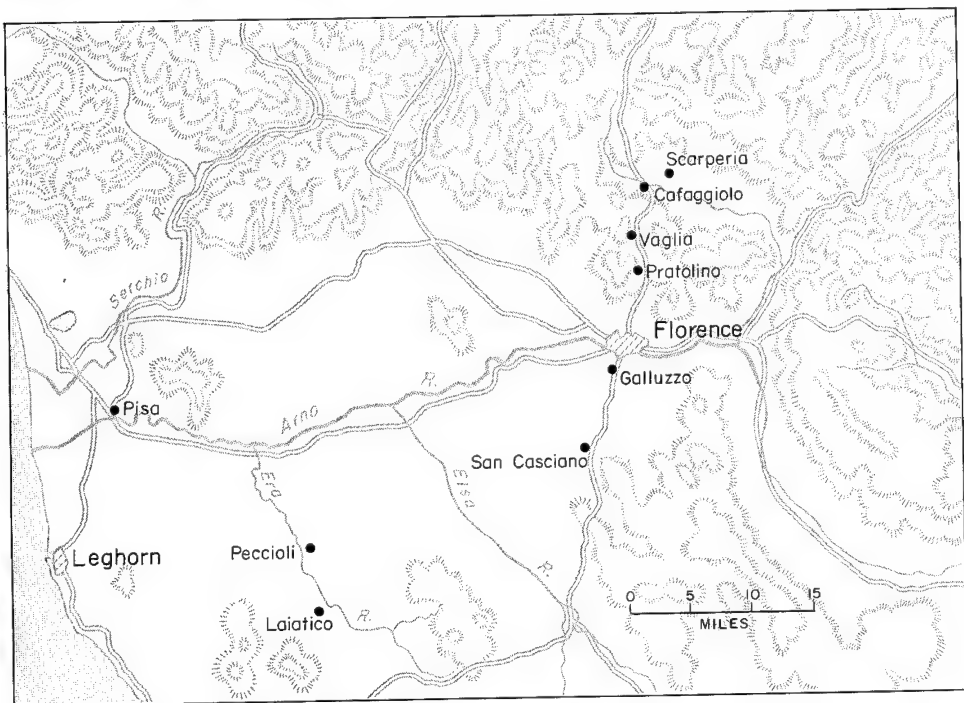 Scarperia
Cafaggiolo
Vaglia
Pratolino
Serchio R.
Florence
Galluzzo
Pisa
Arno R.
San Casciano
Era R.
Elsa R.
Peccioli
Leghorn
Laiatico
0 5 10 15
MILES